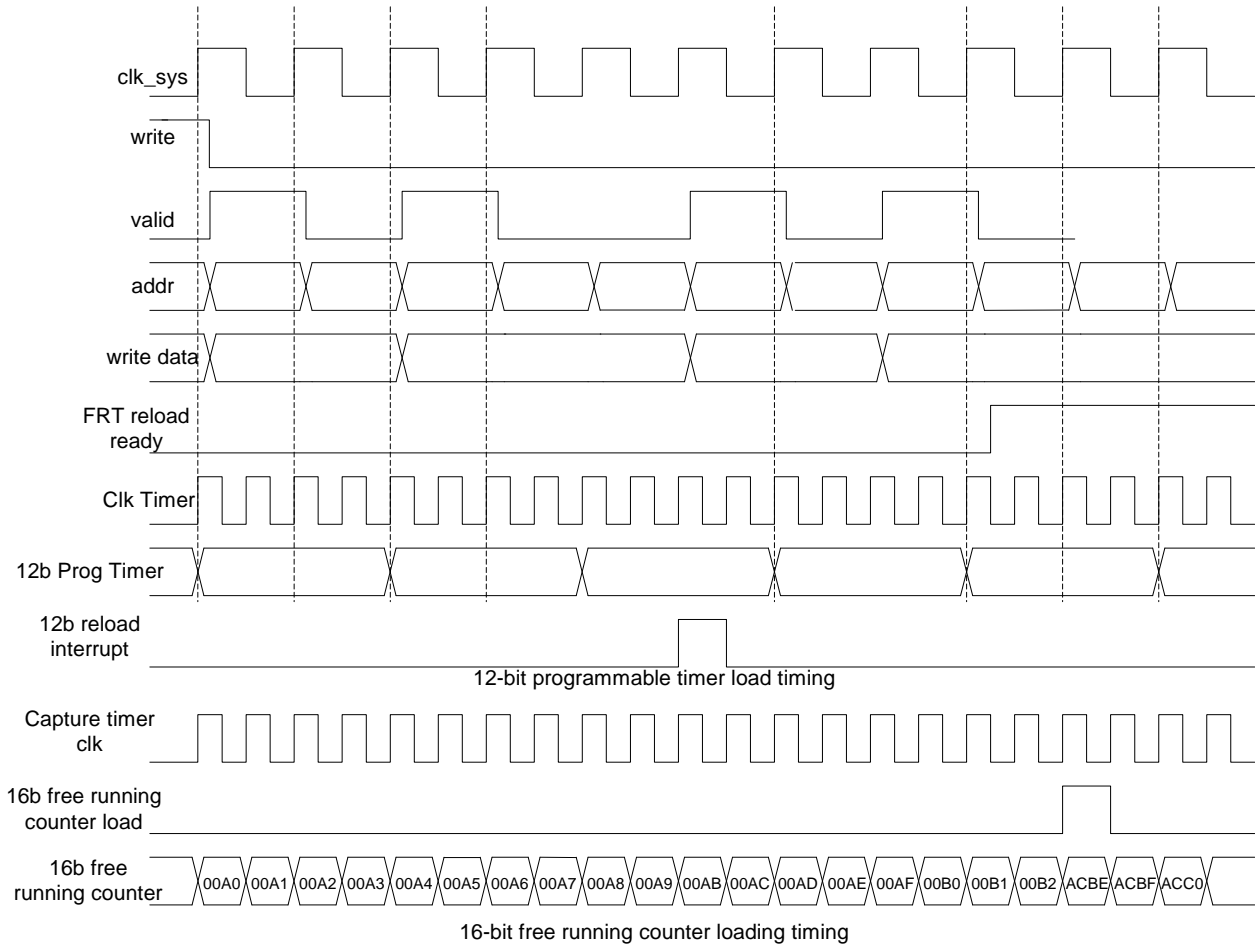 clk_sys
write
valid
addr
write data
FRT reload
ready
Clk Timer
12b Prog Timer
12b reload
interrupt
12-bit programmable timer load timing
Capture timer
clk
16b free running
counter load
16b free
running counter
00A0 00A1 00A2 00A3 00A4 00A5 00A6 00A7 00A8 00A9 00AB 00AC 00AD 00AE 00AF 00B0 00B1 00B2 ACBE ACBF ACC0
16-bit free running counter loading timing